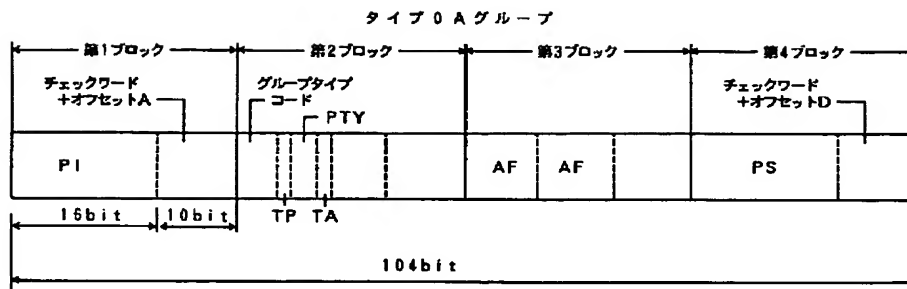 タイプ0Aグループ
第1ブロック 第2ブロック 第3ブロック 第4ブロック
チェックワード
+オフセットA
グループタイプ
コード
PTY
チェックワード
+オフセットD
PI AF AF PS
TP TA
16bit 10bit
104bit